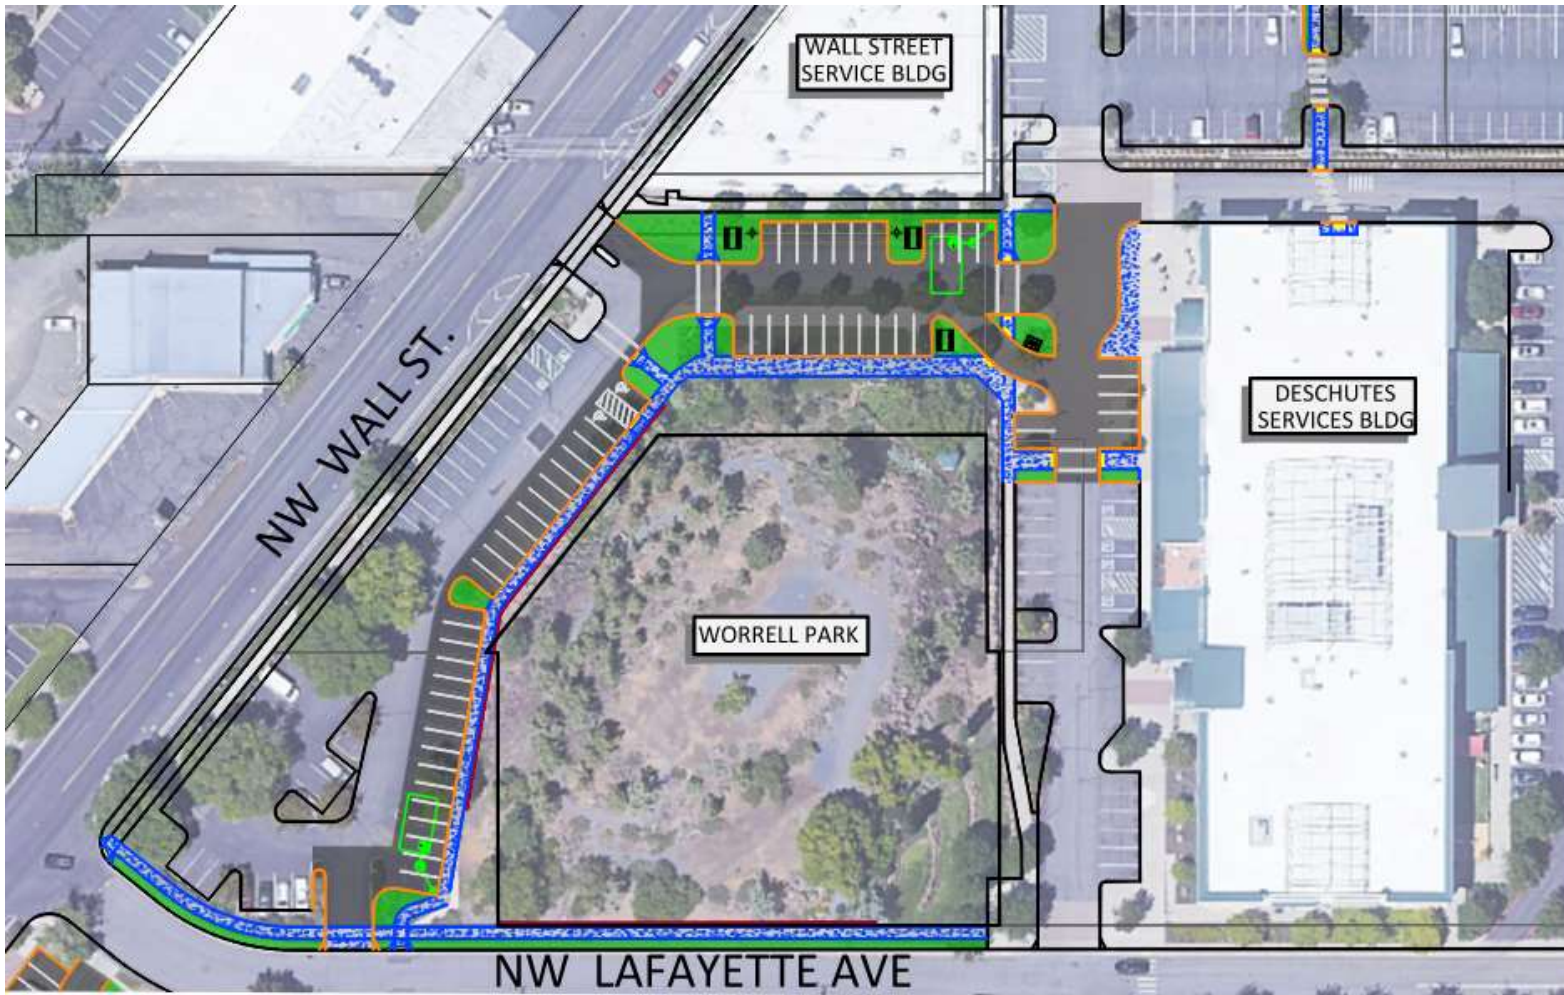 WALL STREET
SERVICE BLDG
NW WALL ST.
DESCHUTES
SERVICES BLDG
WORRELL PARK
NW LAFAYETTE AVE